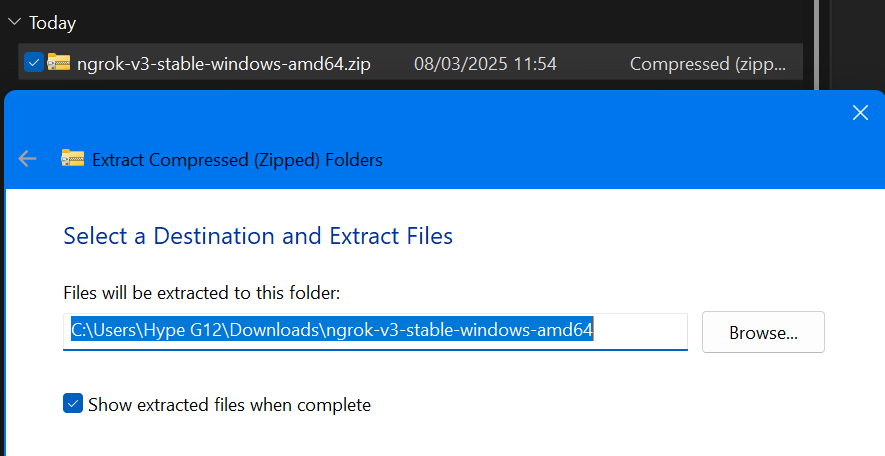 Today
ngrok-v3-stable-windows-amd64.zip 08/03/2025 11:54 Compressed (zipp...
Extract Compressed (Zipped) Folders
Select a Destination and Extract Files
Files will be extracted to this folder:
C:\Users\Hype G12\Downloads\ngrok-v3-stable-windows-amd64 Browse...
Show extracted files when complete